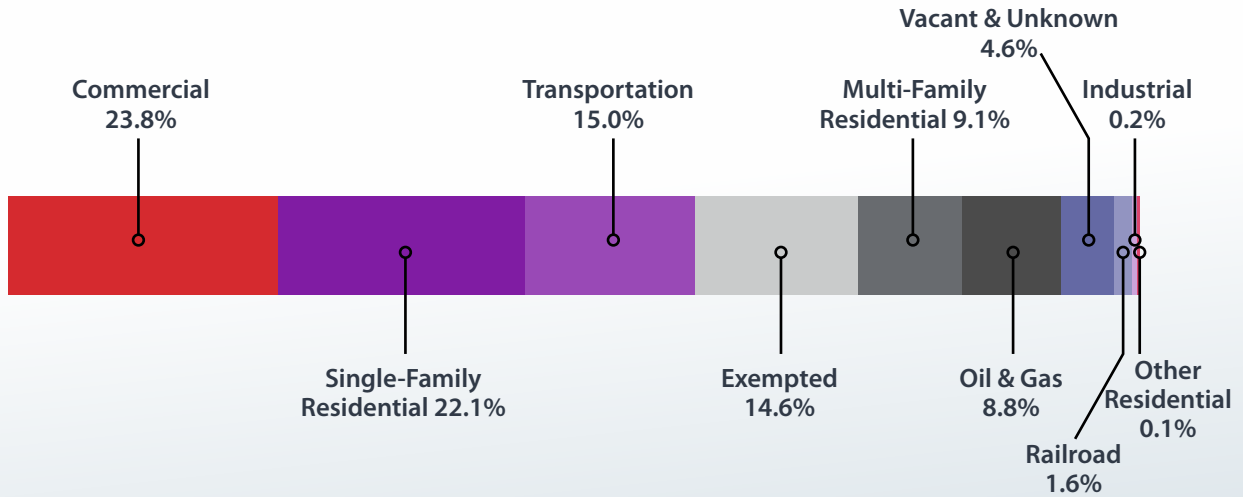 Vacant & Unknown
4.6%
Commercial
23.8%
Transportation
15.0%
Multi-Family
Residential 9.1%
Industrial
0.2%
Single-Family
Residential 22.1%
Exempted
14.6%
Oil & Gas
8.8%
Other
Residential
0.1%
Railroad
1.6%